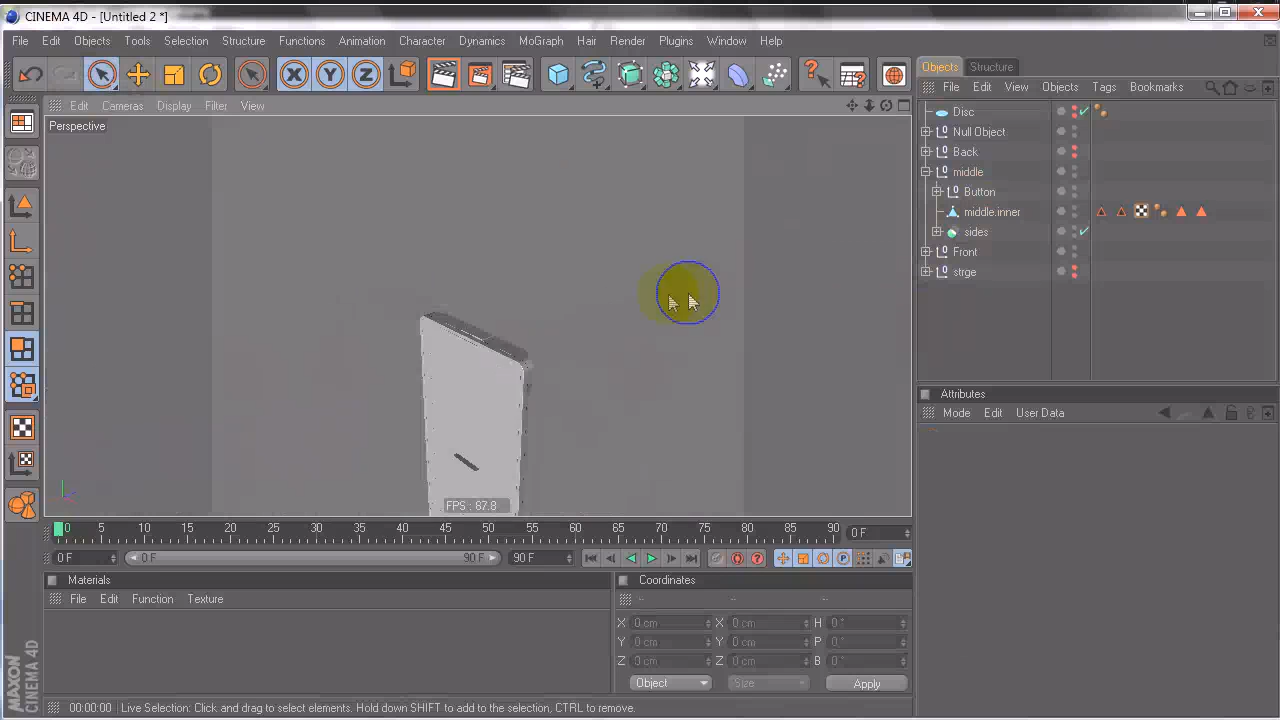 CINEMA 4D - [Untitled 2 *]
File Edit Objects Tools Selection Structure Functions Animation Character Dynamics MoGraph Hair Render Plugins Window Help
X Y Z
Objects Structure
File Edit View Objects Tags Bookmarks
Edit Cameras Display Filter View
Perspective
Disc
Null Object
Back
middle
Button
middle.inner
sides
Front
strge
Attributes
Mode Edit User Data
FPS : 67.8
0 5 10 15 20 25 30 35 40 45 50 55 60 65 70 75 80 85 90
0 F
0 F 0 F 90 F 90 F
Materials
File Edit Function Texture
Coordinates
-- -- --
X 0 cm X 0 cm H 0 °
Y 0 cm Y 0 cm P 0 °
Z 0 cm Z 0 cm B 0 °
Object Size Apply
MAXON
CINEMA 4D
00:00:00 Live Selection: Click and drag to select elements. Hold down SHIFT to add to the selection, CTRL to remove.